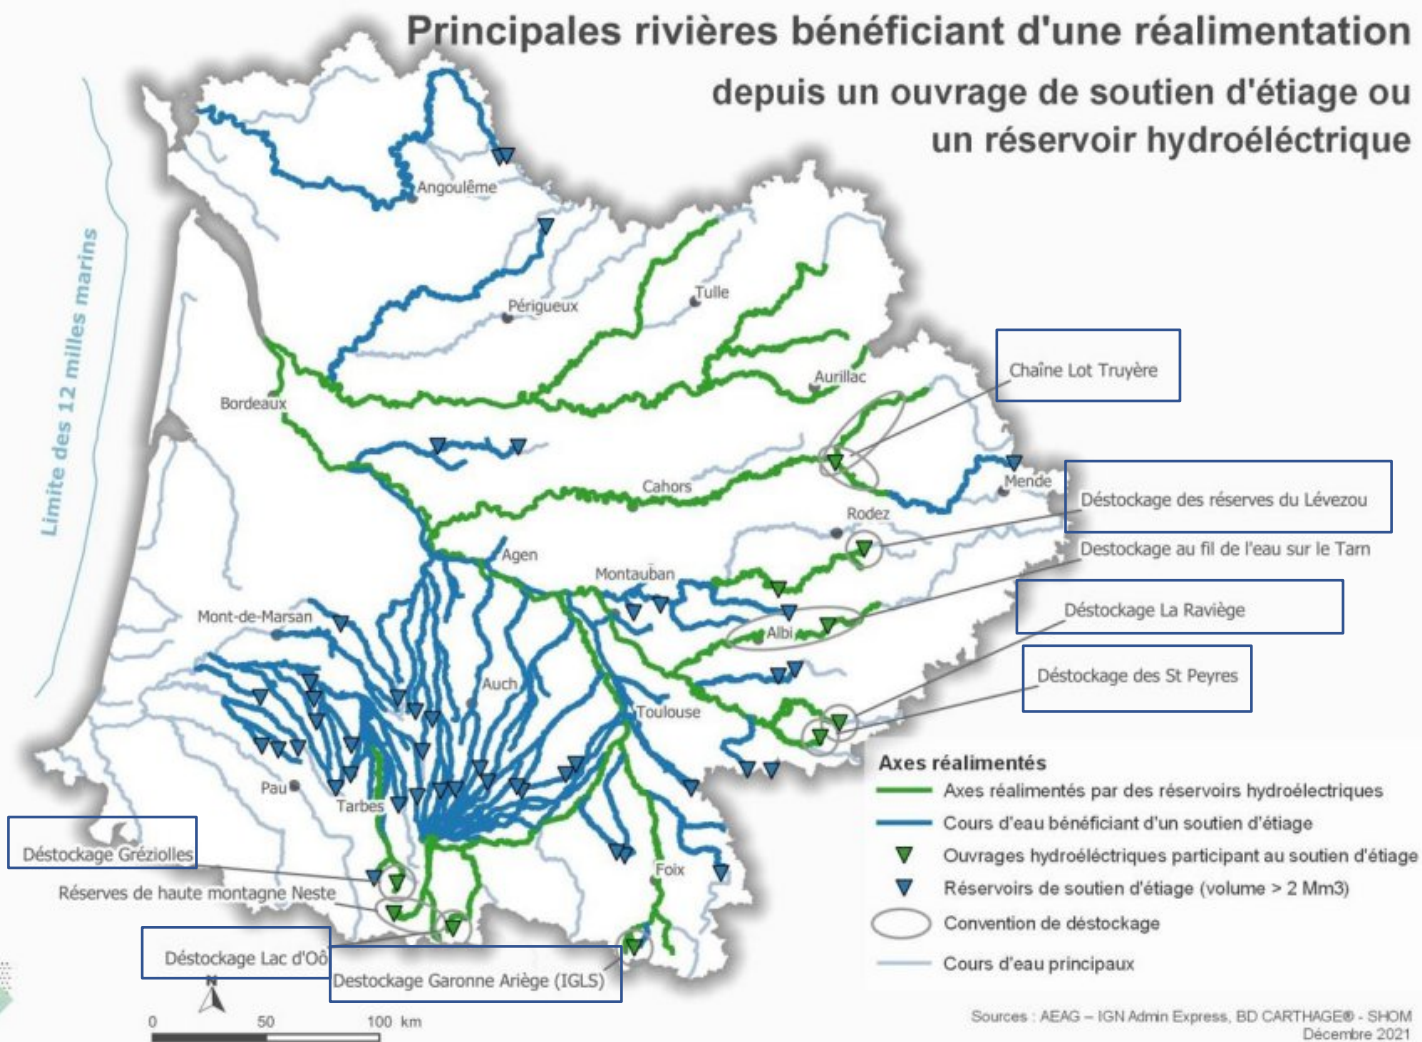 Principales rivières bénéficiant d'une réalimentation
depuis un ouvrage de soutien d'étiage ou
un réservoir hydroéléctrique
Limite des 12 milles marins
Angoulême
Périgueux
Tulle
Aurillac
Bordeaux
Chaîne Lot Truyère
Mende
Cahors
Déstockage des réserves du Lévezou
Rodez
Agen
Destockage au fil de l'eau sur le Tarn
Montauban
Mont-de-Marsan
Déstockage La Raviège
Albi
Déstockage des St Peyres
Auch
Toulouse
Pau
Tarbes
Déstockage Gréziolles
Foix
Réserves de haute montagne Neste
Déstockage Lac d'Oô
Destockage Garonne Ariège (IGLS)
Axes réalimentés
Axes réalimentés par des réservoirs hydroélectriques
Cours d'eau bénéficiant d'un soutien d'étiage
Ouvrages hydroéléctriques participant au soutien d'étiage
Réservoirs de soutien d'étiage (volume > 2 Mm3)
Convention de déstockage
Cours d'eau principaux
N
0 50 100 km
Sources : AEAG – IGN Admin Express, BD CARTHAGE® - SHOM
Décembre 2021